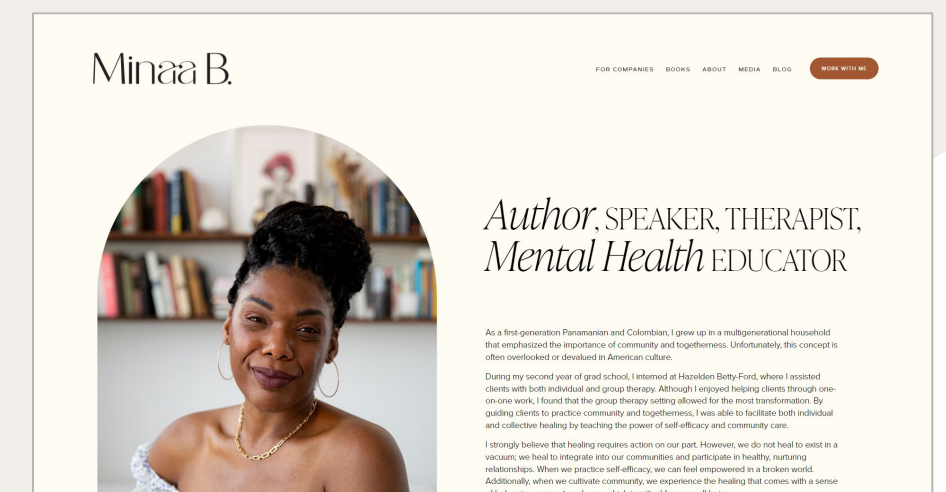 Minaa B.
FOR COMPANIES BOOKS ABOUT MEDIA BLOG WORK WITH ME
Author, SPEAKER, THERAPIST,
Mental Health EDUCATOR
As a first-generation Panamanian and Colombian, I grew up in a multigenerational household
that emphasized the importance of community and togetherness. Unfortunately, this concept is
often overlooked or devalued in American culture.
During my second year of grad school, I interned at Hazelden Betty-Ford, where I assisted
clients with both individual and group therapy. Although I enjoyed helping clients through one-
on-one work, I found that the group therapy setting allowed for the most transformation. By
guiding clients to practice community and togetherness, I was able to facilitate both individual
and collective healing by teaching the power of self-efficacy and community care.
I strongly believe that healing requires action on our part. However, we do not heal to exist in a
vacuum; we heal to integrate into our communities and participate in healthy, nurturing
relationships. When we practice self-efficacy, we can feel empowered in a broken world.
Additionally, when we cultivate community, we experience the healing that comes with a sense